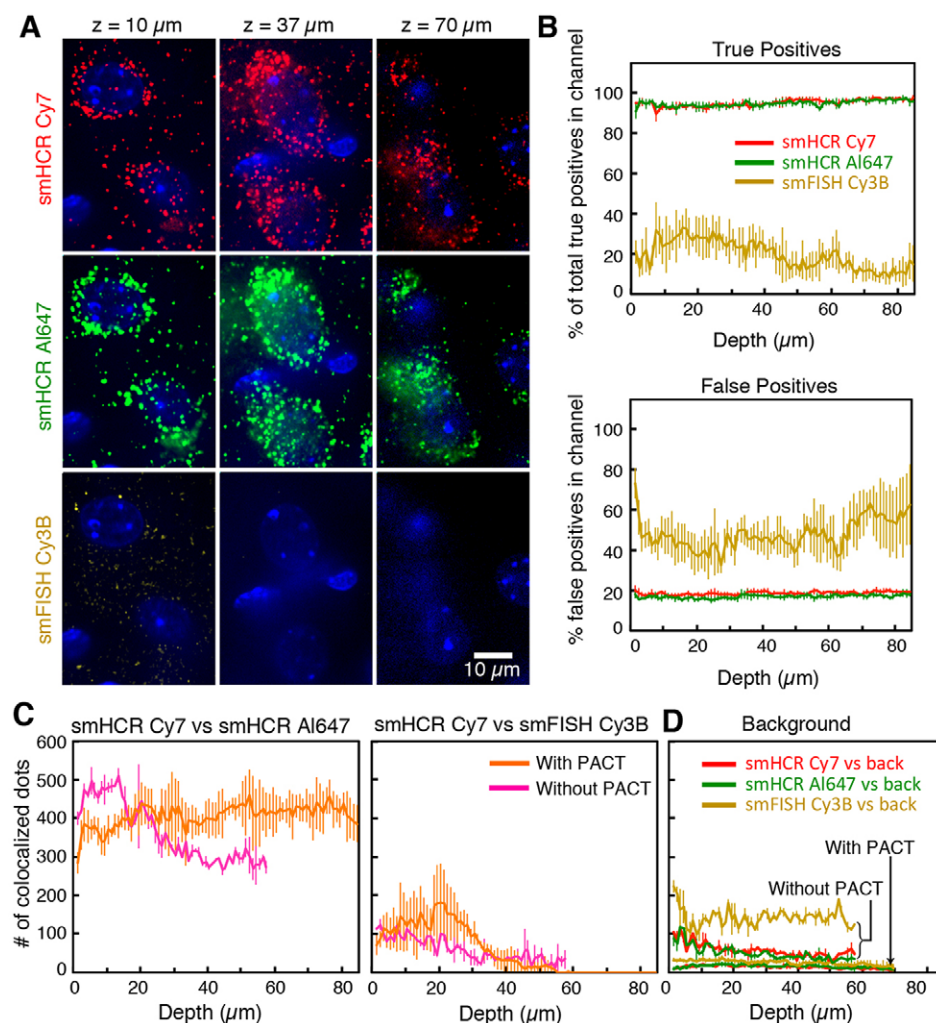 A
z = 10 µm
z = 37 µm
z = 70 µm
smHCR Cy7
smHCR Al647
smFISH Cy3B
10 µm
B
True Positives
% of total true positives in channel
100
80
60
40
20
0
smHCR Cy7
smHCR Al647
smFISH Cy3B
0 20 40 60 80
Depth (µm)
False Positives
% false positives in channel
100
80
60
40
20
0
0 20 40 60 80
Depth (µm)
C
smHCR Cy7 vs smHCR Al647
# of colocalized dots
600
500
400
300
200
100
0
0 20 40 60 80
Depth (µm)
smHCR Cy7 vs smFISH Cy3B
With PACT
Without PACT
0 20 40 60 80
Depth (µm)
D
Background
smHCR Cy7 vs back
smHCR Al647 vs back
smFISH Cy3B vs back
With PACT
Without PACT
0 20 40 60 80
Depth (µm)